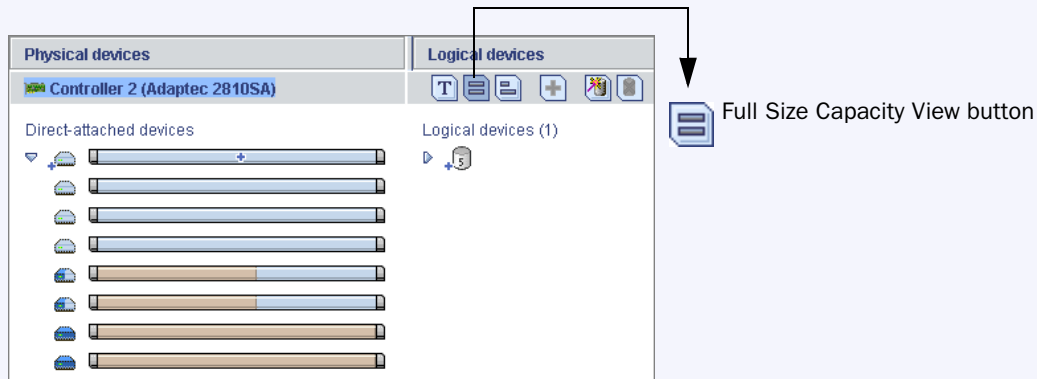 Physical devices
Logical devices
Controller 2 (Adaptec 2810SA)
T
Full Size Capacity View button
Direct-attached devices
Logical devices (1)
5